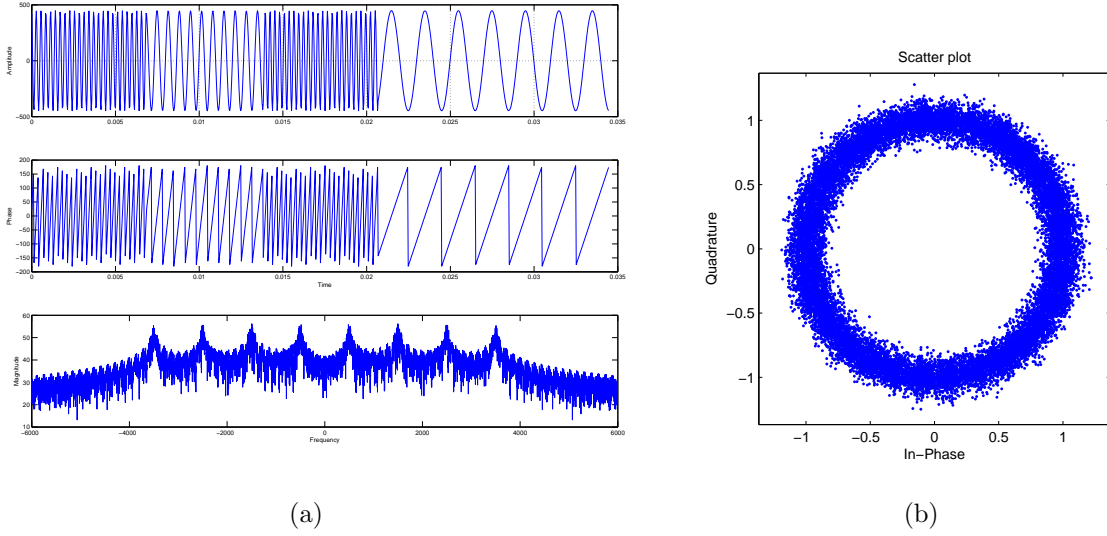 500
0
−500
Amplitude
0 0.005 0.01 0.015 0.02 0.025 0.03 0.035
200
150
100
50
0
−50
−100
−150
−200
Phase
0 0.005 0.01 0.015 0.02 0.025 0.03 0.035
Time
60
50
40
30
20
10
Magnitude
−6000 −4000 −2000 0 2000 4000 6000
Frequency
(a)
Scatter plot
1
0.5
0
−0.5
−1
Quadrature
−1 −0.5 0 0.5 1
In−Phase
(b)